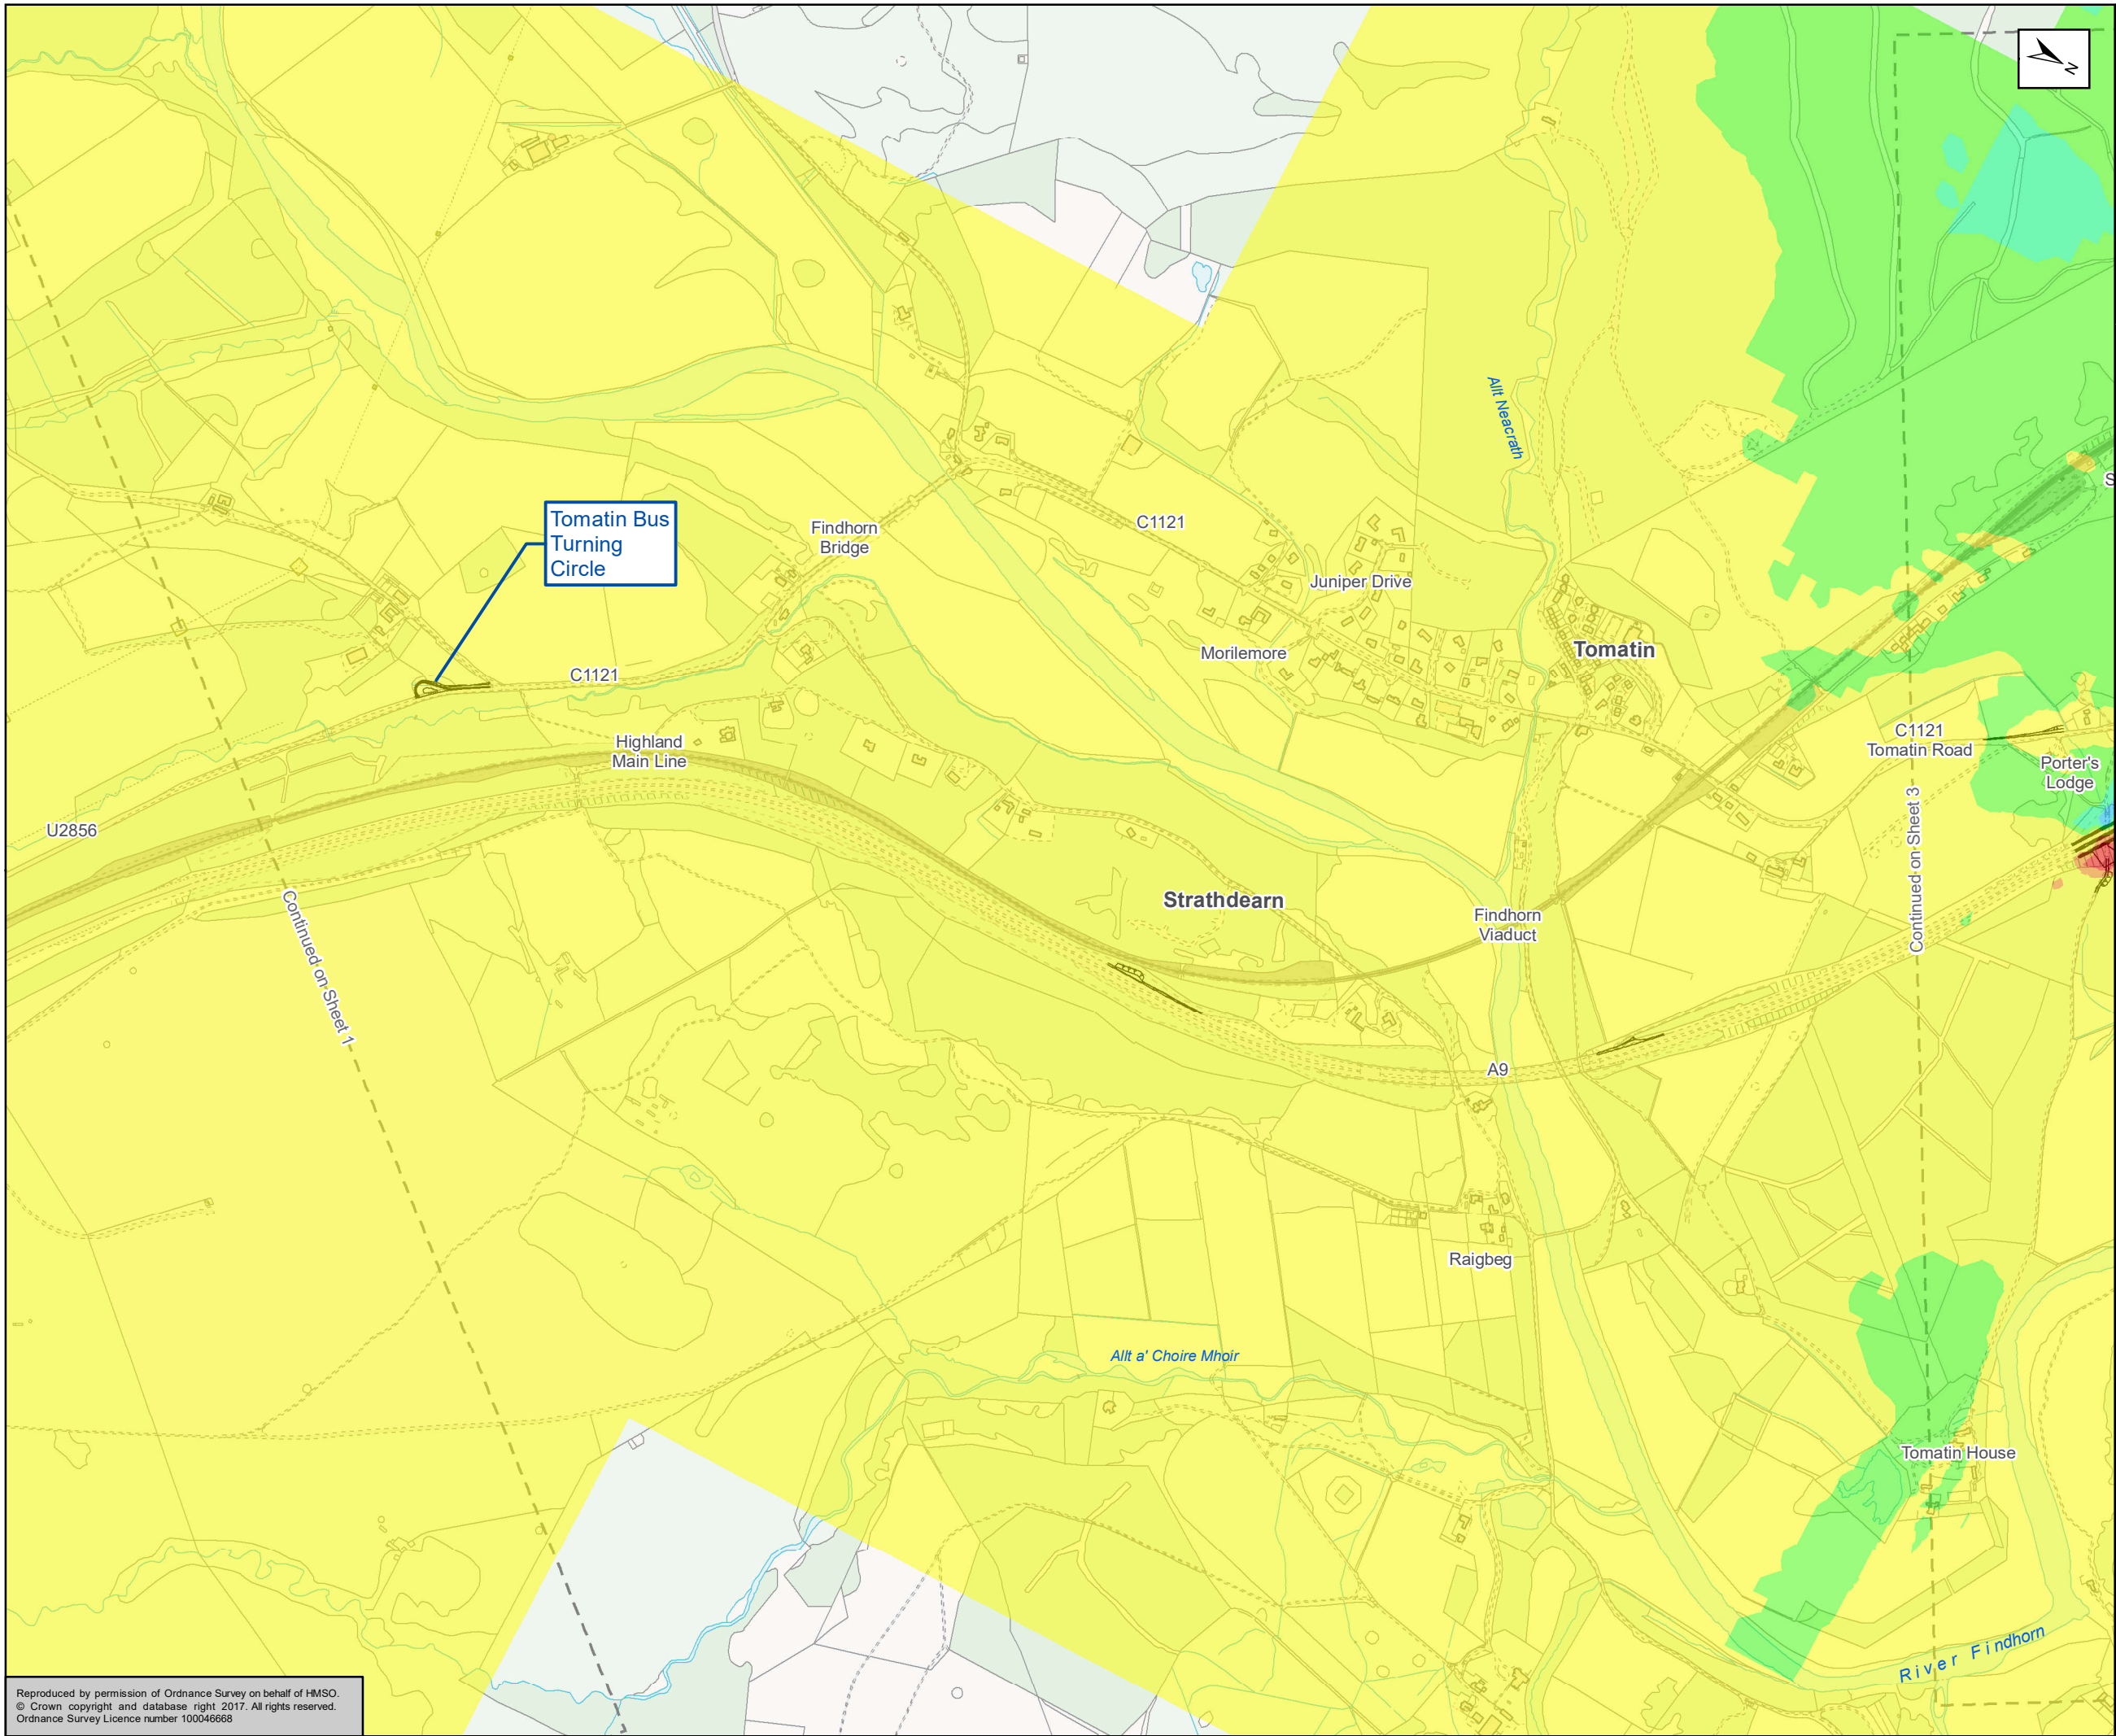 N
Allt Neacrath
S
Tomatin Bus
Turning
Circle
Findhorn
Bridge
C1121
Juniper Drive
Morilemore
Tomatin
C1121
Highland
Main Line
C1121
Tomatin Road
Porter's
Lodge
U2856
Continued on Sheet 3
Continued on Sheet 1
Strathdearn
Findhorn
Viaduct
A9
Raigbeg
Allt a' Choire Mhoir
Tomatin House
River Findhorn
Reproduced by permission of Ordnance Survey on behalf of HMSO.
© Crown copyright and database right 2017. All rights reserved.
Ordnance Survey Licence number 100046668